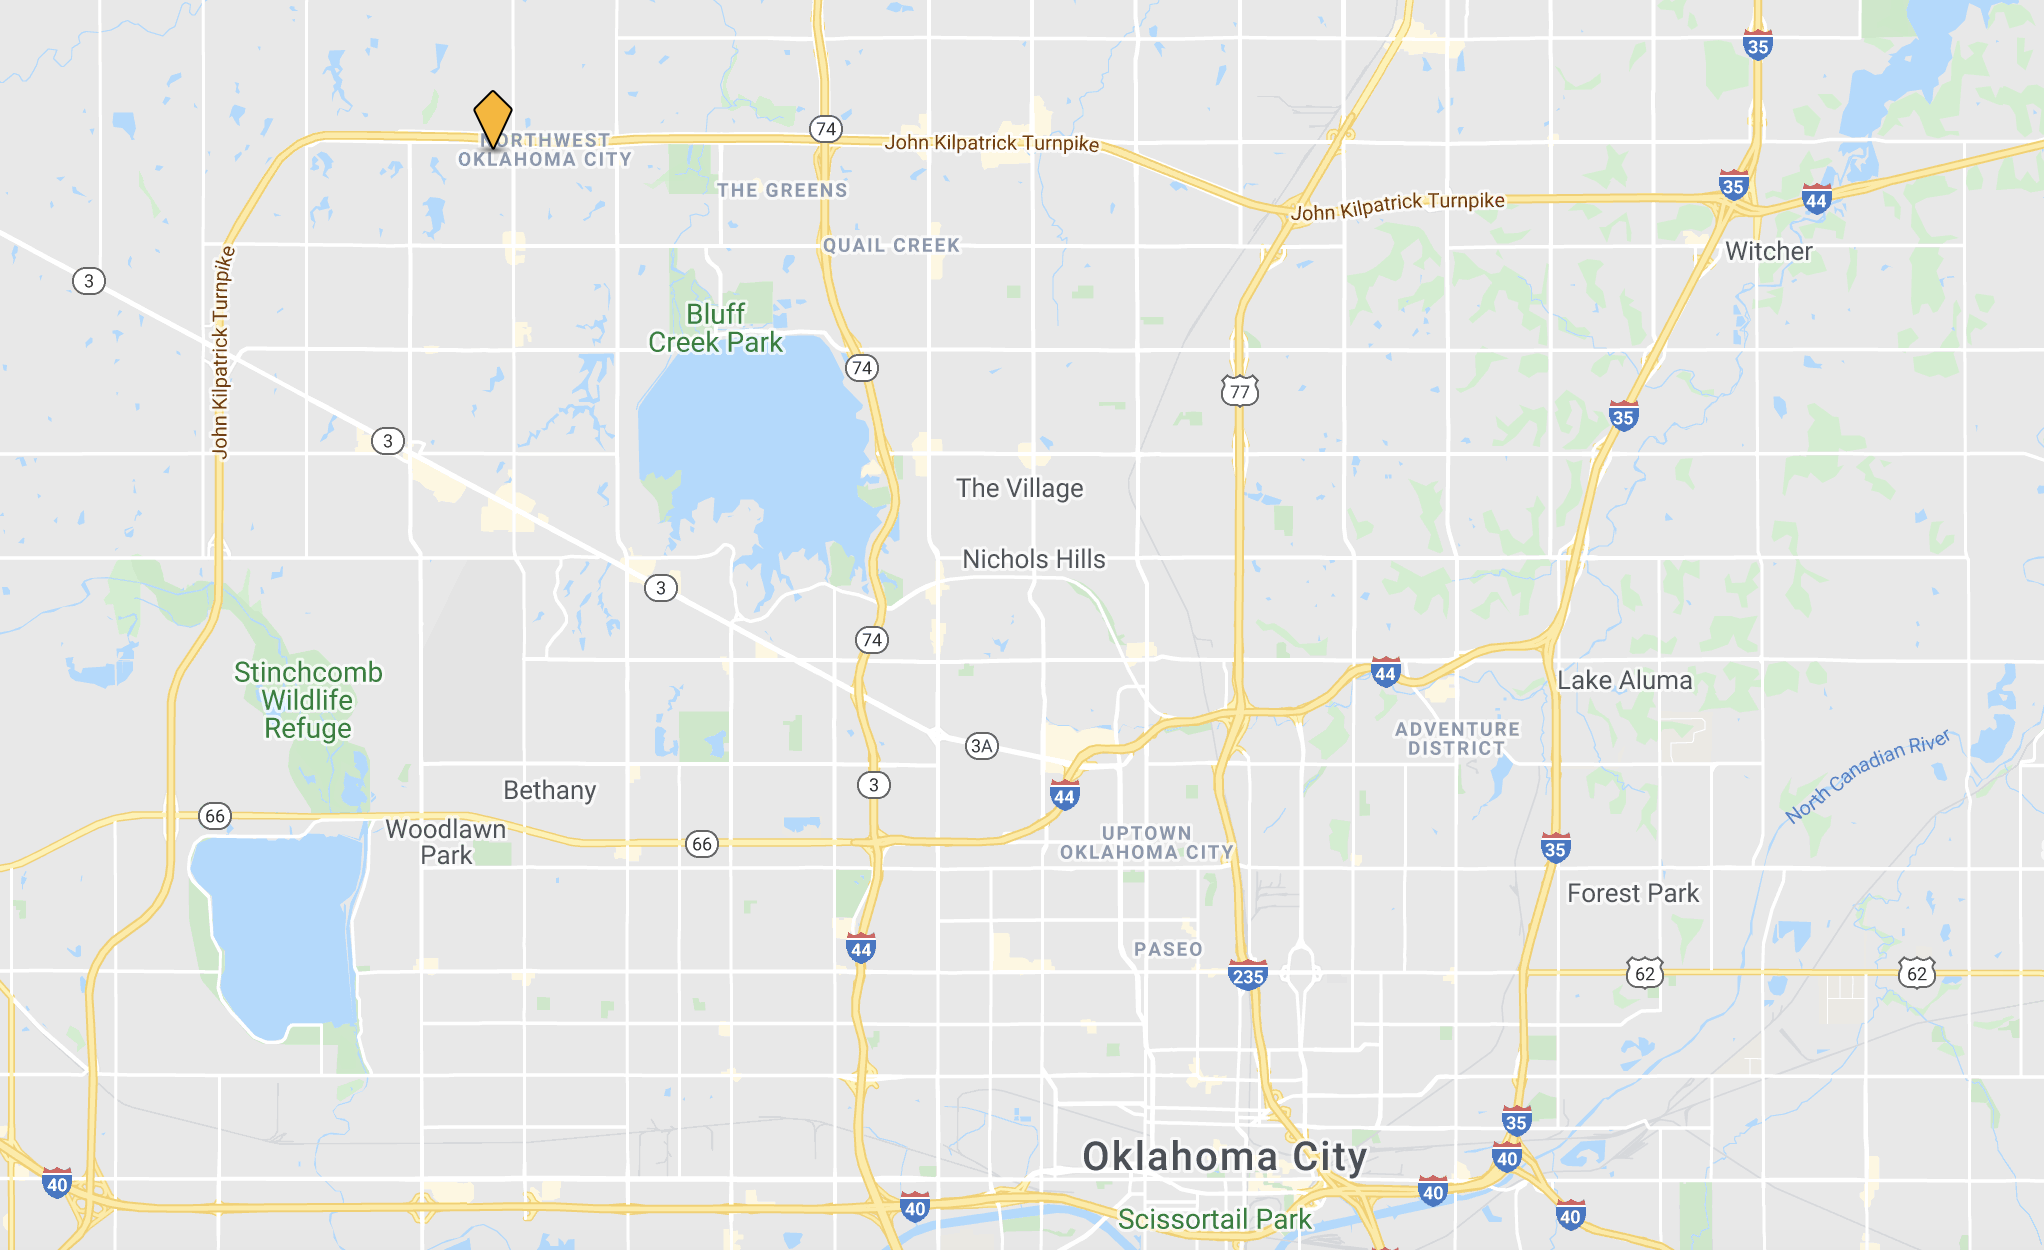 35
74
NORTHWEST
OKLAHOMA CITY
John Kilpatrick Turnpike
THE GREENS
35
44
John Kilpatrick Turnpike
QUAIL CREEK
Witcher
3
John Kilpatrick Turnpike
Bluff
Creek Park
74
77
35
3
The Village
Nichols Hills
3
74
Stinchcomb
Wildlife
Refuge
44
Lake Aluma
ADVENTURE
DISTRICT
3A
North Canadian River
Bethany
3
44
66
Woodlawn
Park
66
UPTOWN
OKLAHOMA CITY
35
Forest Park
44
PASEO
235
62
62
35
Oklahoma City
40
40
40
40
Scissortail Park
40